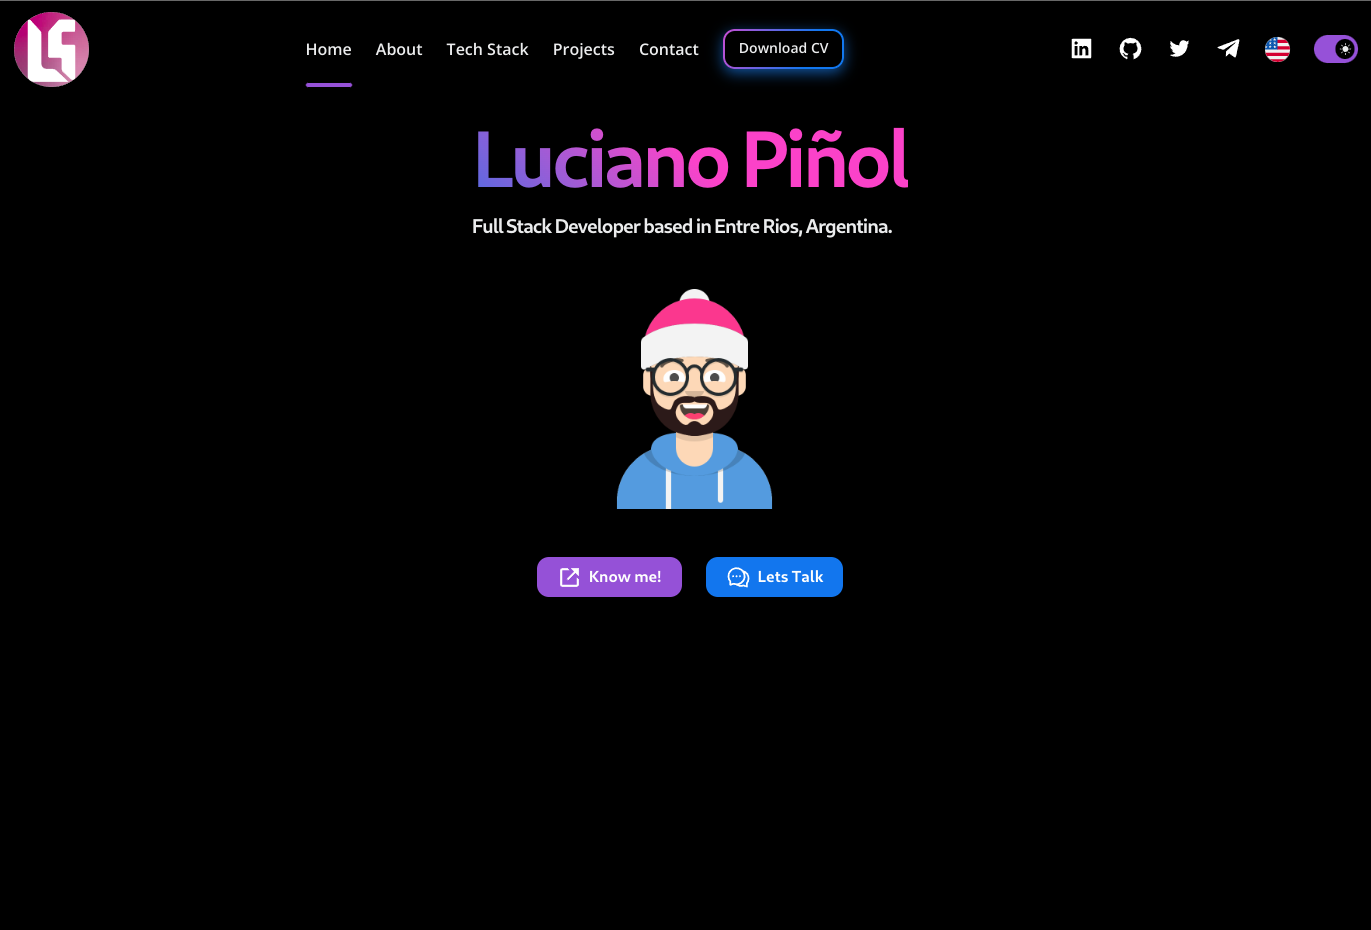 Home About Tech Stack Projects Contact Download CV
Luciano Piñol
Full Stack Developer based in Entre Rios, Argentina.
Know me! Lets Talk